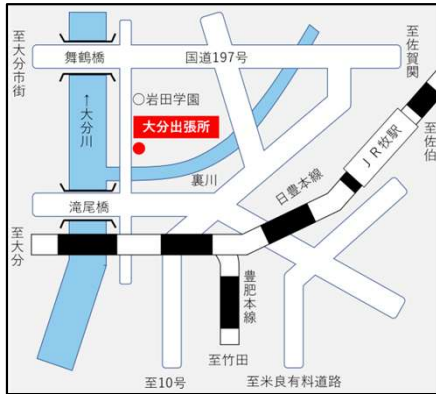 至大分市街
舞鶴橋
国道197号
至佐賀関
↑大分川
○岩田学園
大分出張所
JR牧駅
至佐伯
裏川
日豊本線
滝尾橋
至大分
豊肥本線
至竹田
至10号
至米良有料道路